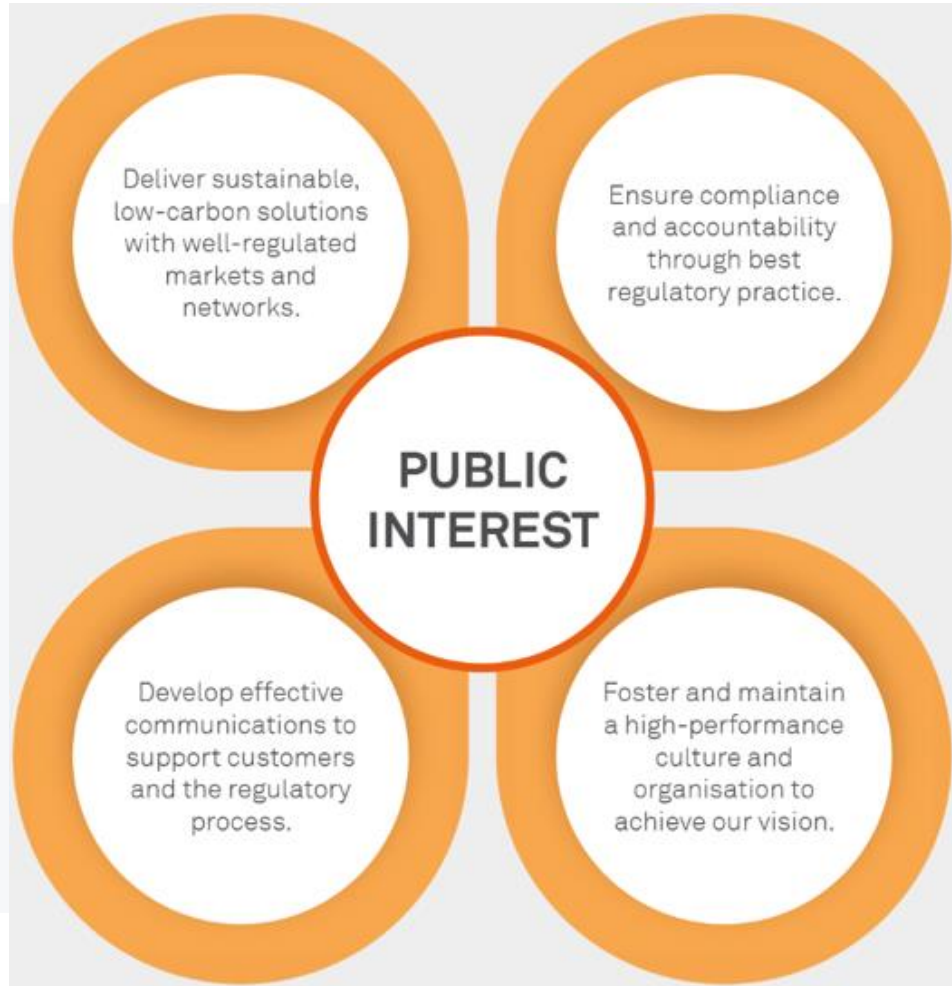 Deliver sustainable,
low-carbon solutions
with well-regulated
markets and
networks.
Ensure compliance
and accountability
through best
regulatory practice.
PUBLIC
INTEREST
Develop effective
communications to
support customers
and the regulatory
process.
Foster and maintain
a high-performance
culture and
organisation to
achieve our vision.